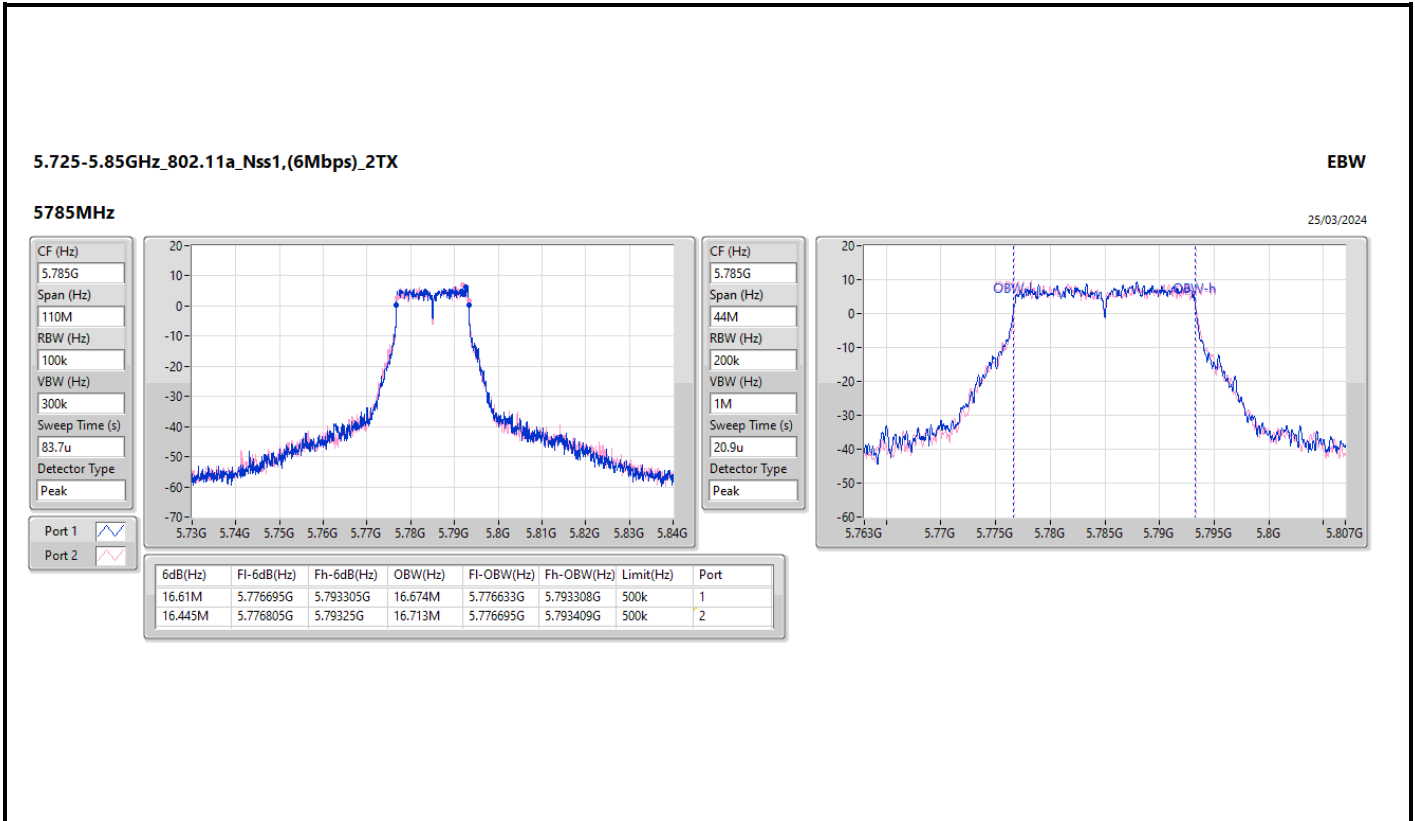 5.725-5.85GHz_802.11a_Nss1,(6Mbps)_2TX
EBW
5785MHz
25/03/2024
CF (Hz)
5.785G
Span (Hz)
110M
RBW (Hz)
100k
VBW (Hz)
300k
Sweep Time (s)
83.7u
Detector Type
Peak
Port 1
Port 2
20
10
0
-10
-20
-30
-40
-50
-60
-70
5.73G 5.74G 5.75G 5.76G 5.77G 5.78G 5.79G 5.8G 5.81G 5.82G 5.83G 5.84G
CF (Hz)
5.785G
Span (Hz)
44M
RBW (Hz)
200k
VBW (Hz)
1M
Sweep Time (s)
20.9u
Detector Type
Peak
20
10
0
-10
-20
-30
-40
-50
-60
OBW-l OBW-h
5.763G 5.77G 5.775G 5.78G 5.785G 5.79G 5.795G 5.8G 5.807G
6dB(Hz) Fl-6dB(Hz) Fh-6dB(Hz) OBW(Hz) Fl-OBW(Hz) Fh-OBW(Hz) Limit(Hz) Port
16.61M 5.776695G 5.793305G 16.674M 5.776633G 5.793308G 500k 1
16.445M 5.776805G 5.79325G 16.713M 5.776695G 5.793409G 500k 2